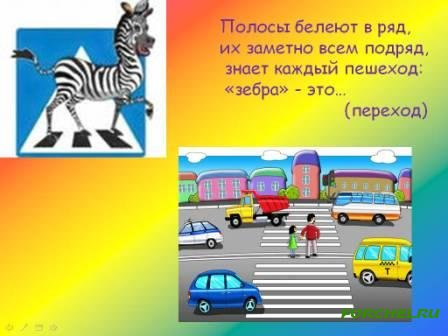 Полосы белеют в ряд,
их заметно всем подряд,
знает каждый пешеход:
«зебра» - это...
(переход)
Т
FORCHEL.RU